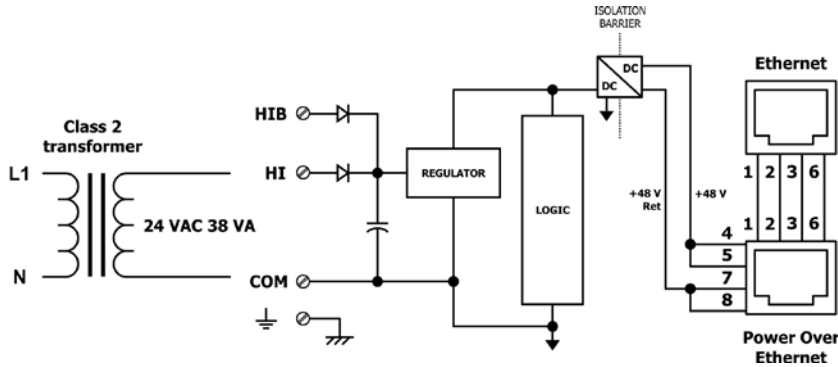 ISOLATION
BARRIER
DC
DC
Ethernet
Class 2
transformer
HIB
L1
HI
REGULATOR
24 VAC 38 VA
LOGIC
+48 V
Ret
+48 V
1 2 3 6
1 2 3 6
4
5
7
8
N
COM
Power Over
Ethernet